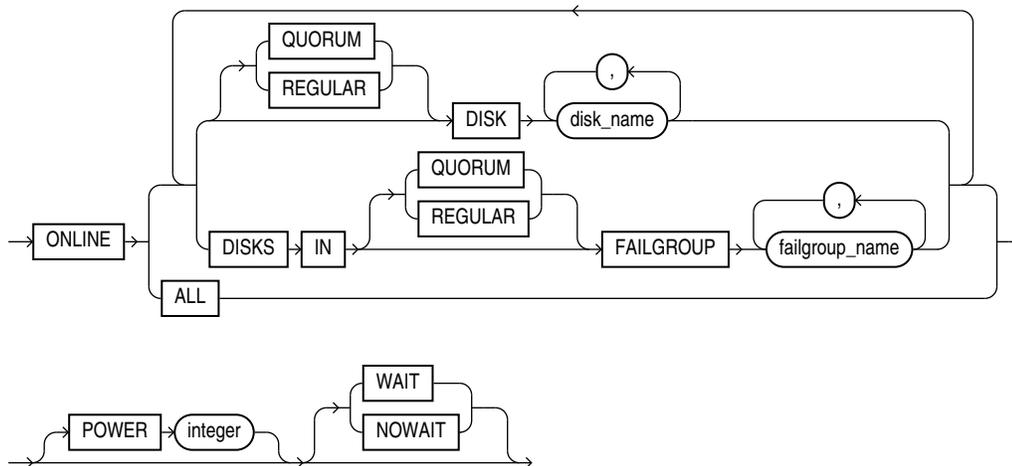 QUORUM
REGULAR
DISK
,
disk_name
QUORUM
REGULAR
,
ONLINE
DISKS
IN
FAILGROUP
failgroup_name
ALL
WAIT
POWER
integer
NOWAIT